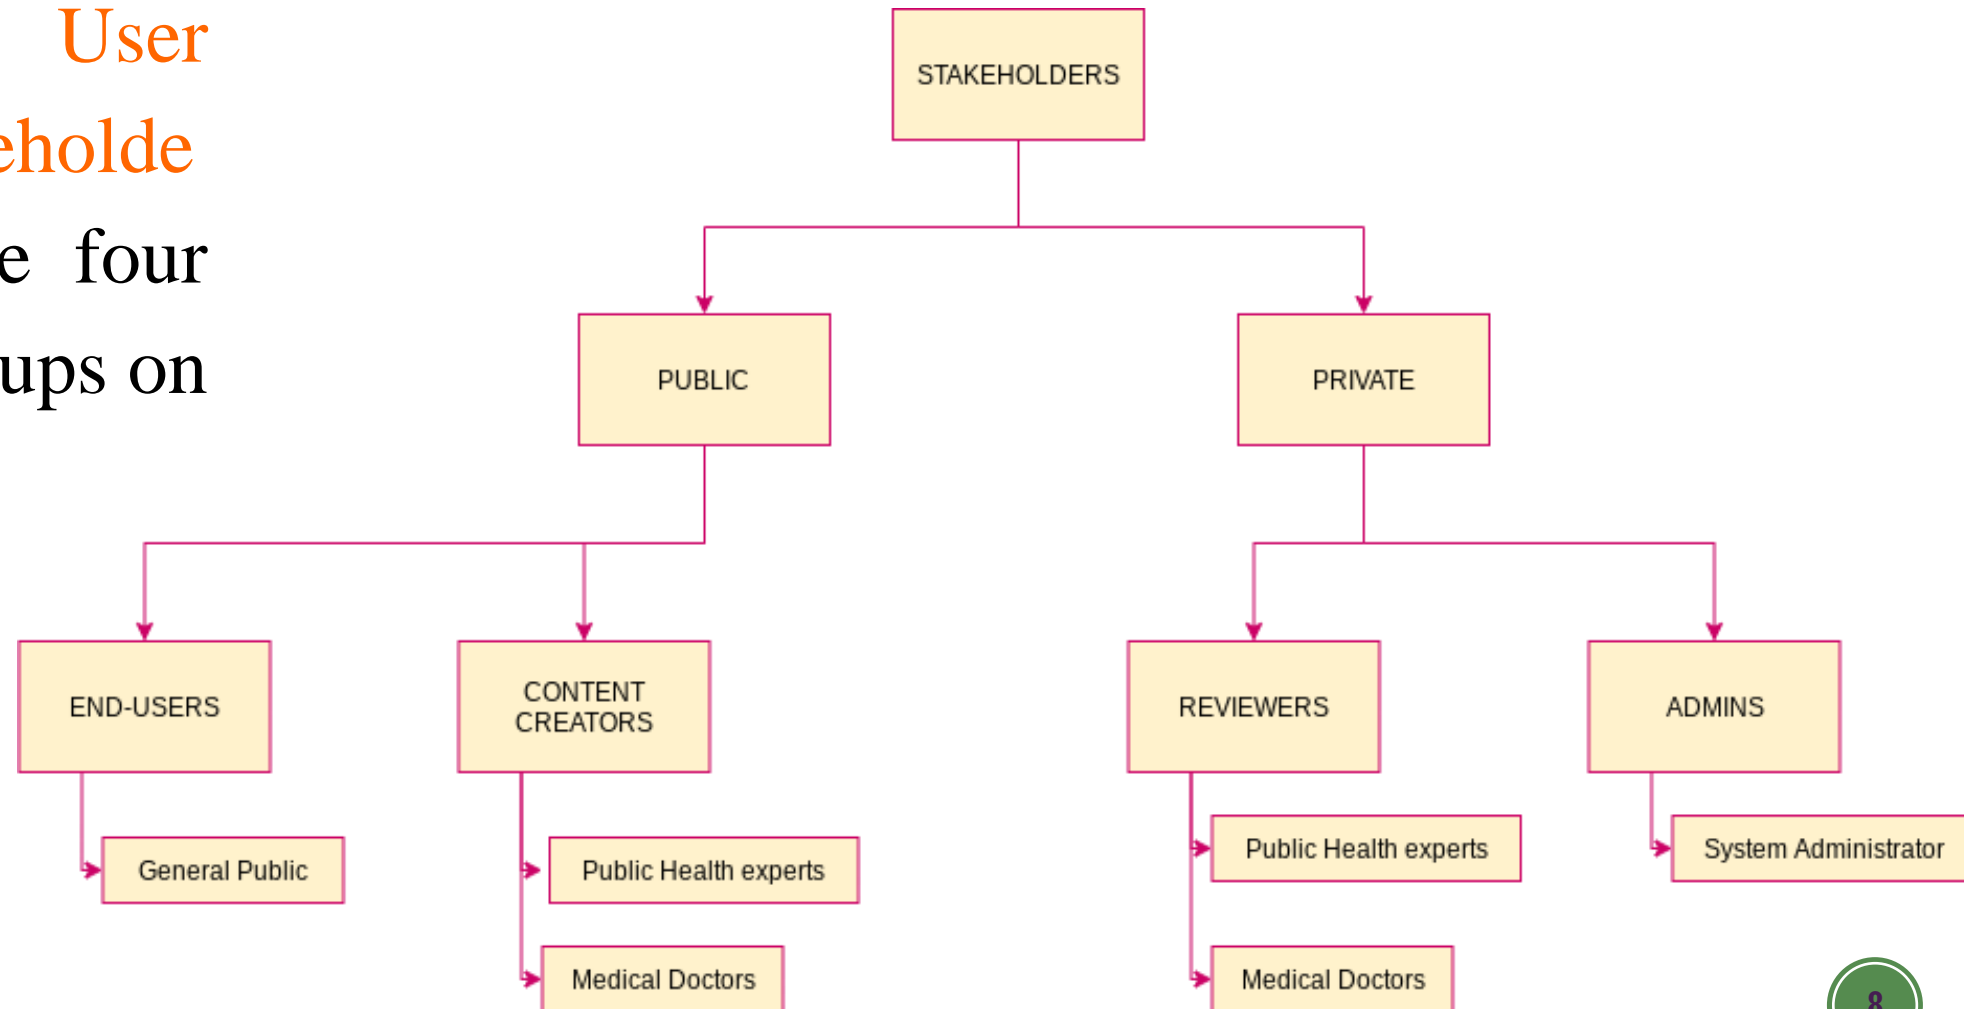 User
eholde
e four
ups on
STAKEHOLDERS
PUBLIC
PRIVATE
END-USERS
CONTENT
CREATORS
REVIEWERS
ADMINS
General Public
Public Health experts
Medical Doctors
Public Health experts
Medical Doctors
System Administrator
8